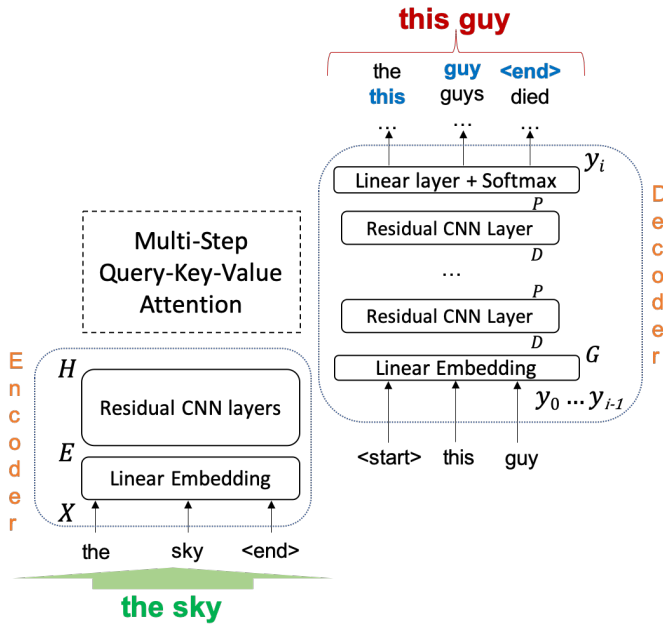 this guy
the guy <end>
this guys died
... ... ...
y_i
Linear layer + Softmax
P
Residual CNN Layer
D
...
P
Residual CNN Layer
D
Linear Embedding G
y_0 ... y_{i-1}
<start> this guy
Decoder
Multi-Step
Query-Key-Value
Attention
Encoder
H
Residual CNN layers
E
Linear Embedding
X
the sky <end>
the sky